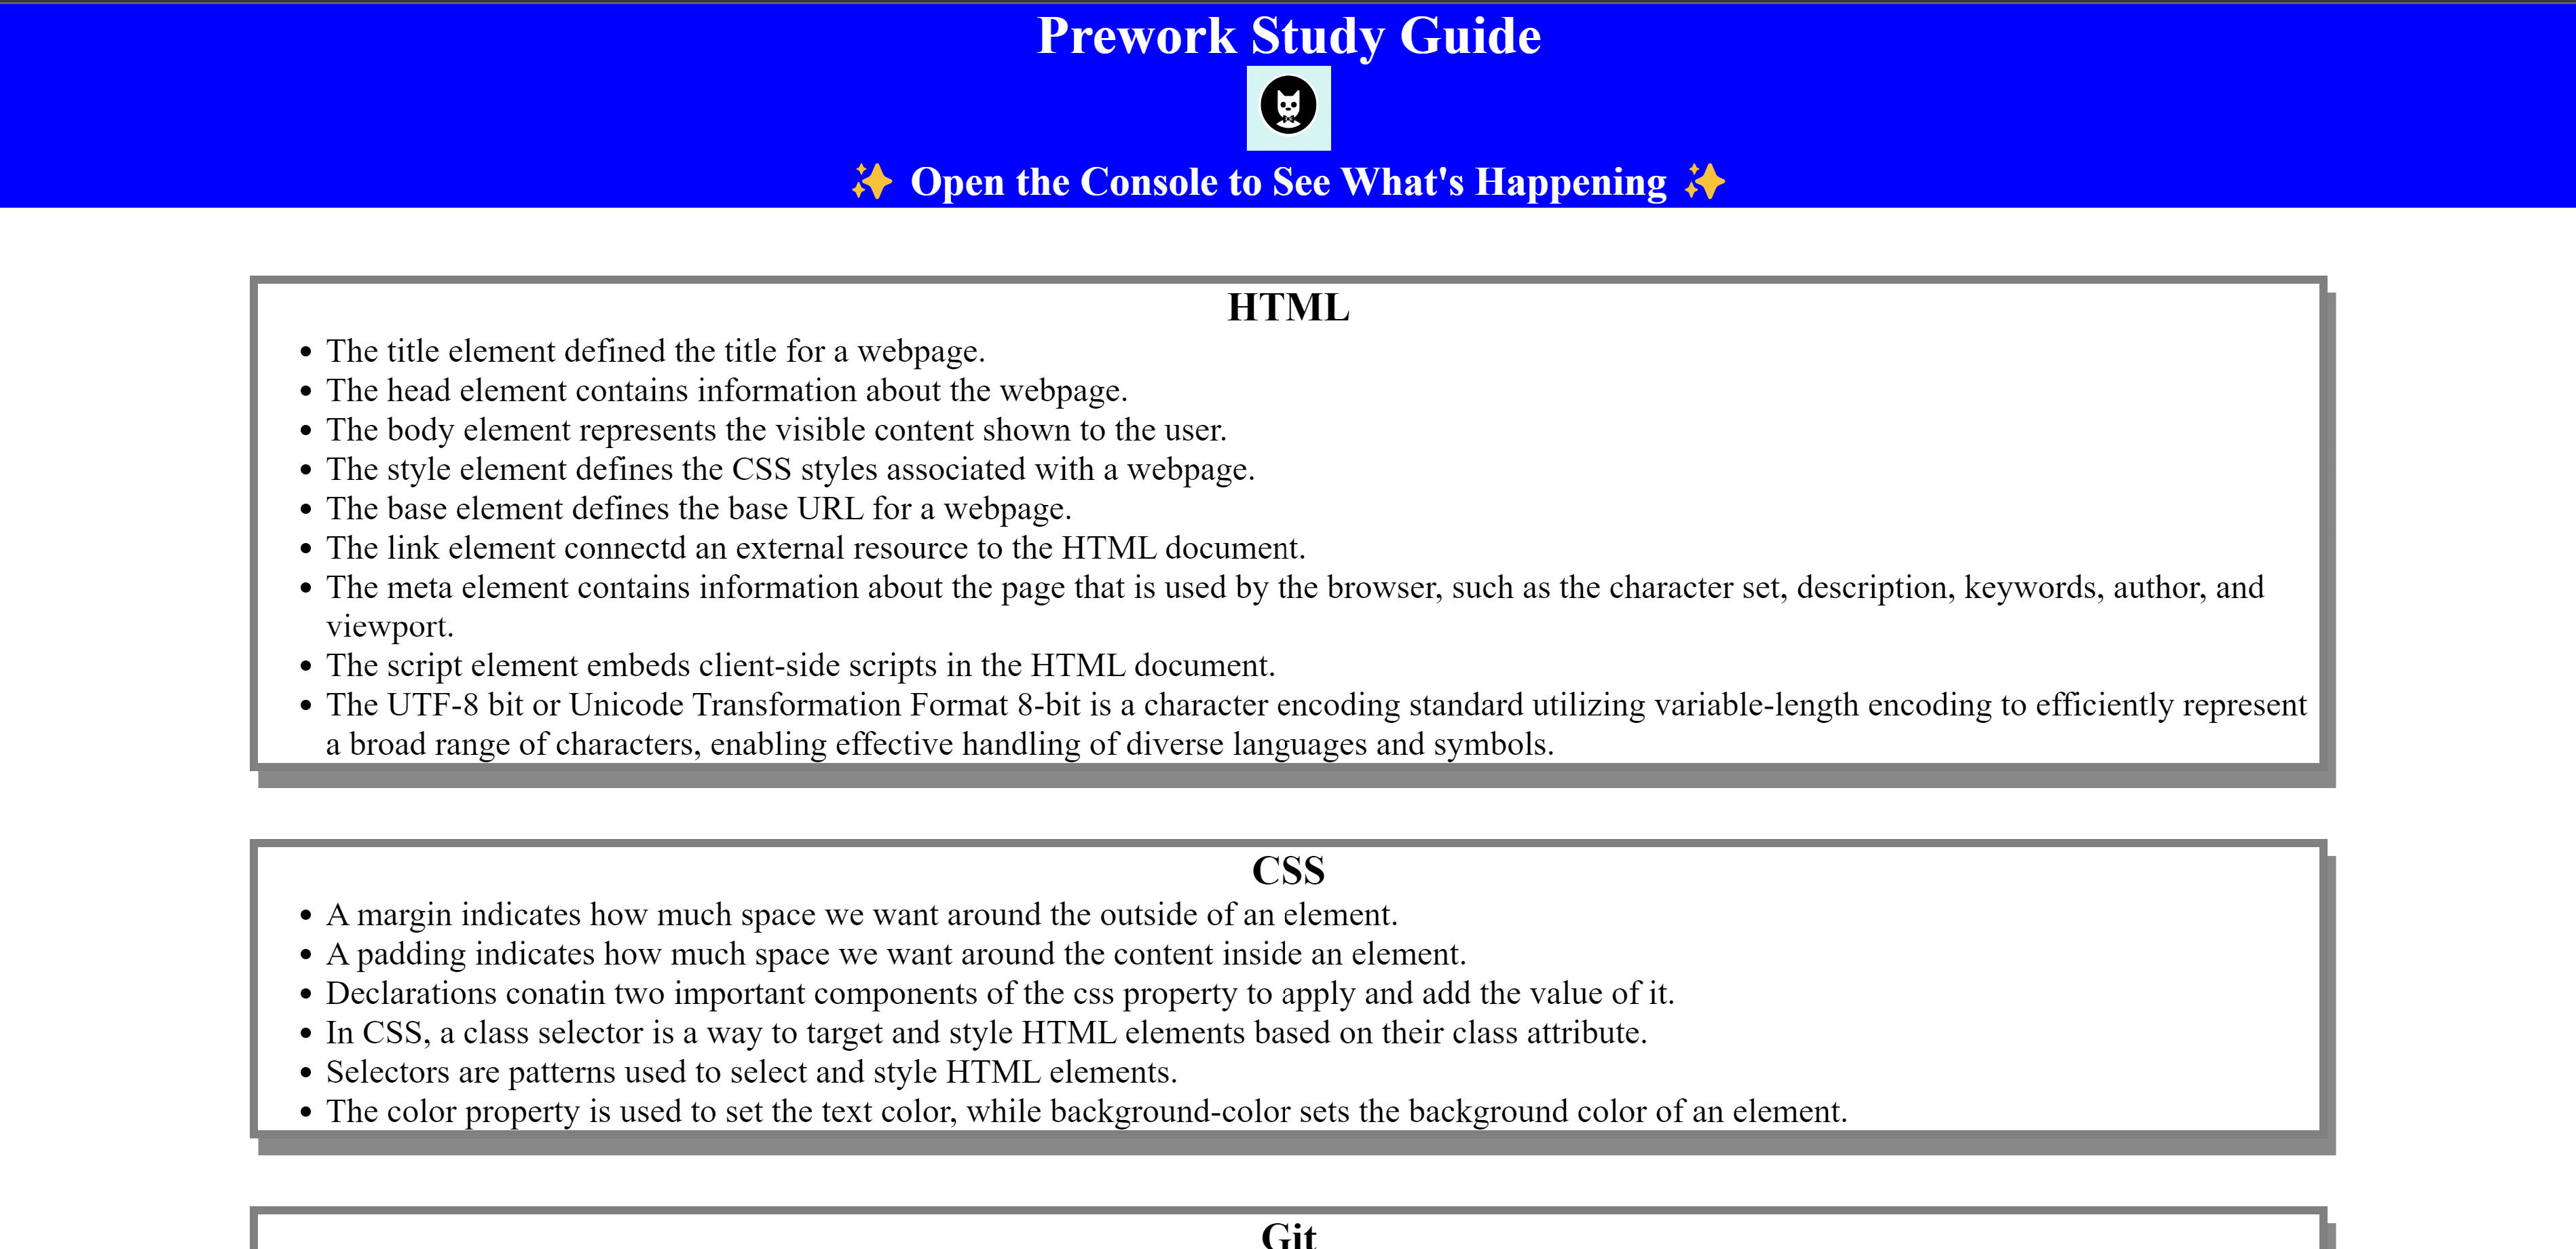 Prework Study Guide
✨ Open the Console to See What's Happening ✨
HTML
• The title element defined the title for a webpage.
• The head element contains information about the webpage.
• The body element represents the visible content shown to the user.
• The style element defines the CSS styles associated with a webpage.
• The base element defines the base URL for a webpage.
• The link element connectd an external resource to the HTML document.
• The meta element contains information about the page that is used by the browser, such as the character set, description, keywords, author, and
viewport.
• The script element embeds client-side scripts in the HTML document.
• The UTF-8 bit or Unicode Transformation Format 8-bit is a character encoding standard utilizing variable-length encoding to efficiently represent
a broad range of characters, enabling effective handling of diverse languages and symbols.
CSS
• A margin indicates how much space we want around the outside of an element.
• A padding indicates how much space we want around the content inside an element.
• Declarations conatin two important components of the css property to apply and add the value of it.
• In CSS, a class selector is a way to target and style HTML elements based on their class attribute.
• Selectors are patterns used to select and style HTML elements.
• The color property is used to set the text color, while background-color sets the background color of an element.
Git